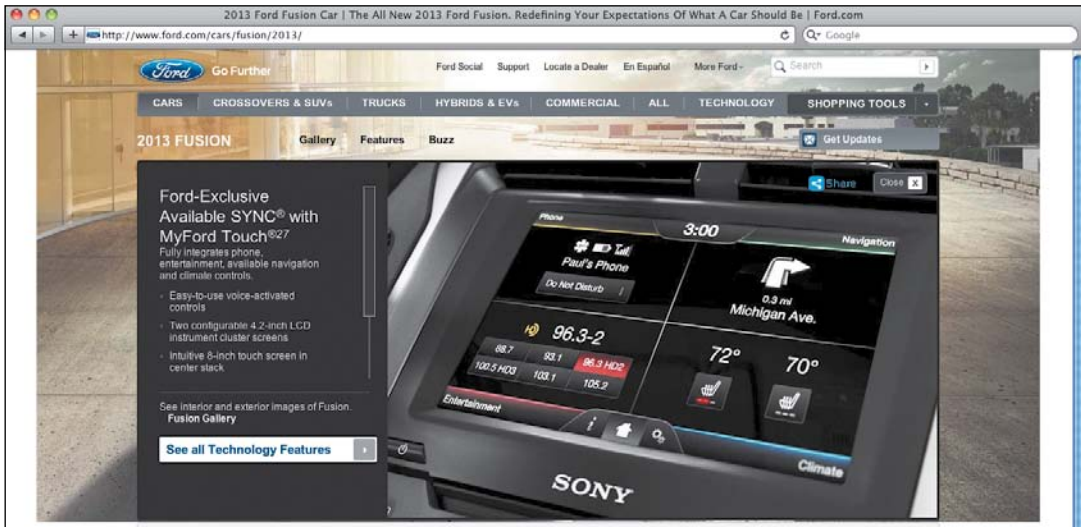 2013 Ford Fusion Car | The All New 2013 Ford Fusion. Redefining Your Expectations Of What A Car Should Be | Ford.com
http://www.ford.com/cars/fusion/2013/
Google
Ford Go Further
Ford Social Support Locate a Dealer En Español More Ford
Search
CARS CROSSOVERS & SUVs TRUCKS HYBRIDS & EVs COMMERCIAL ALL TECHNOLOGY SHOPPING TOOLS
2013 FUSION Gallery Features Buzz
Get Updates
Share
Close X
Ford-Exclusive
Available SYNC® with
MyFord Touch®27
Fully integrates phone,
entertainment, available navigation
and climate controls.
Easy-to-use voice-activated
controls
Two configurable 4.2-inch LCD
instrument cluster screens
Intuitive 8-inch touch screen in
center stack
See interior and exterior images of Fusion.
Fusion Gallery
See all Technology Features
Phone
3:00
Navigation
Paul's Phone
Do Not Disturb
0.3 mi
Michigan Ave.
96.3-2
88.7 93.1 96.3 HD2
100.5 HD3 103.1 105.2
72° 70°
Entertainment
i
Climate
SONY